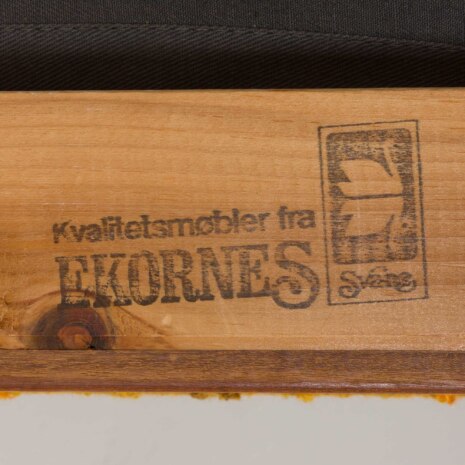 Kvalitetsmøbler fra
EKORNES
Svane